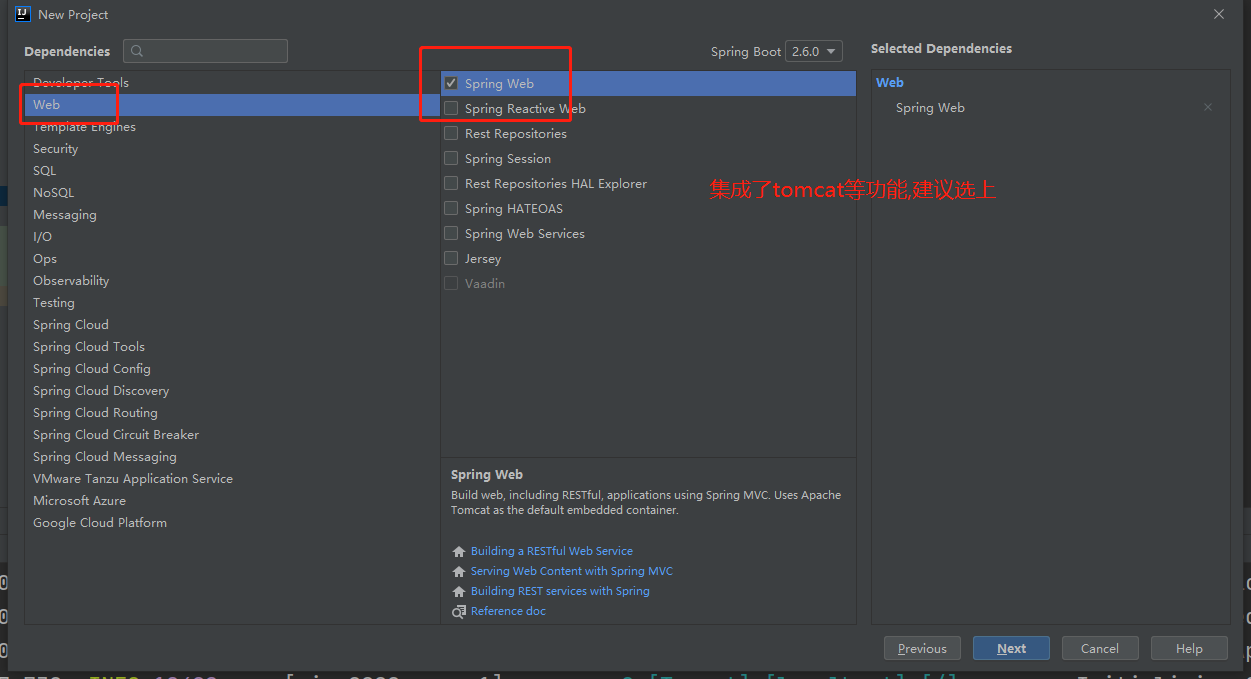 New Project
Dependencies
Spring Boot 2.6.0
Selected Dependencies
Developer Tools
Web
Template Engines
Security
SQL
NoSQL
Messaging
I/O
Ops
Observability
Testing
Spring Cloud
Spring Cloud Tools
Spring Cloud Config
Spring Cloud Discovery
Spring Cloud Routing
Spring Cloud Circuit Breaker
Spring Cloud Messaging
VMware Tanzu Application Service
Microsoft Azure
Google Cloud Platform
Spring Web
Spring Reactive Web
Rest Repositories
Spring Session
Rest Repositories HAL Explorer
Spring HATEOAS
Spring Web Services
Jersey
Vaadin
集成了tomcat等功能,建议选上
Spring Web
Build web, including RESTful, applications using Spring MVC. Uses Apache
Tomcat as the default embedded container.
Building a RESTful Web Service
Serving Web Content with Spring MVC
Building REST services with Spring
Reference doc
Web
Spring Web
Previous
Next
Cancel
Help